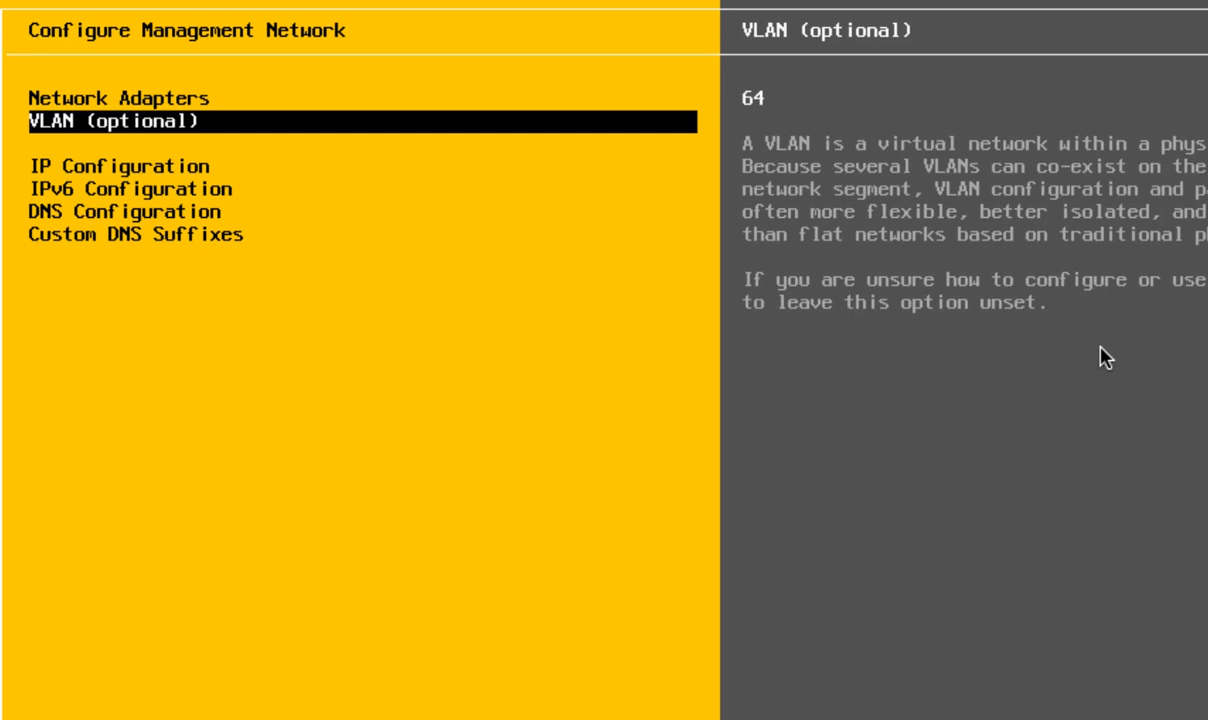 Configure Management Network
Network Adapters
VLAN (optional)
IP Configuration
IPv6 Configuration
DNS Configuration
Custom DNS Suffixes
VLAN (optional)
64
A VLAN is a virtual network within a phys
Because several VLANs can co-exist on the
network segment, VLAN configuration and pa
often more flexible, better isolated, and
than flat networks based on traditional p
If you are unsure how to configure or use
to leave this option unset.